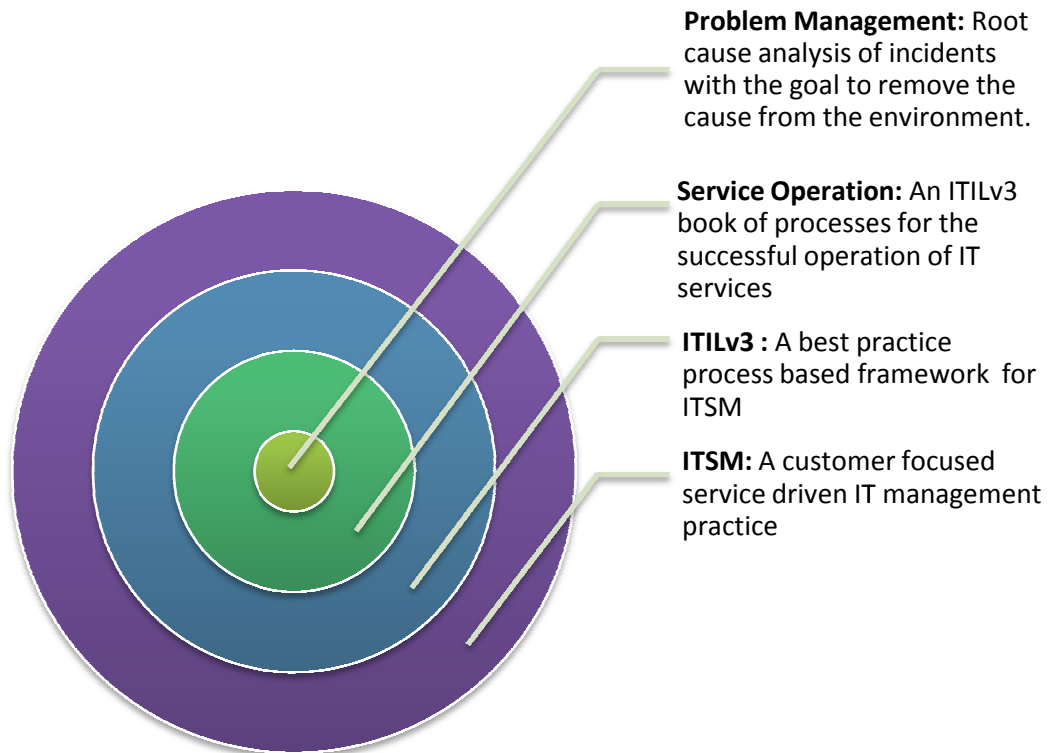 Problem Management: Root
cause analysis of incidents
with the goal to remove the
cause from the environment.
Service Operation: An ITILv3
book of processes for the
successful operation of IT
services
ITILv3 : A best practice
process based framework  for
ITSM
ITSM: A customer focused
service driven IT management
practice